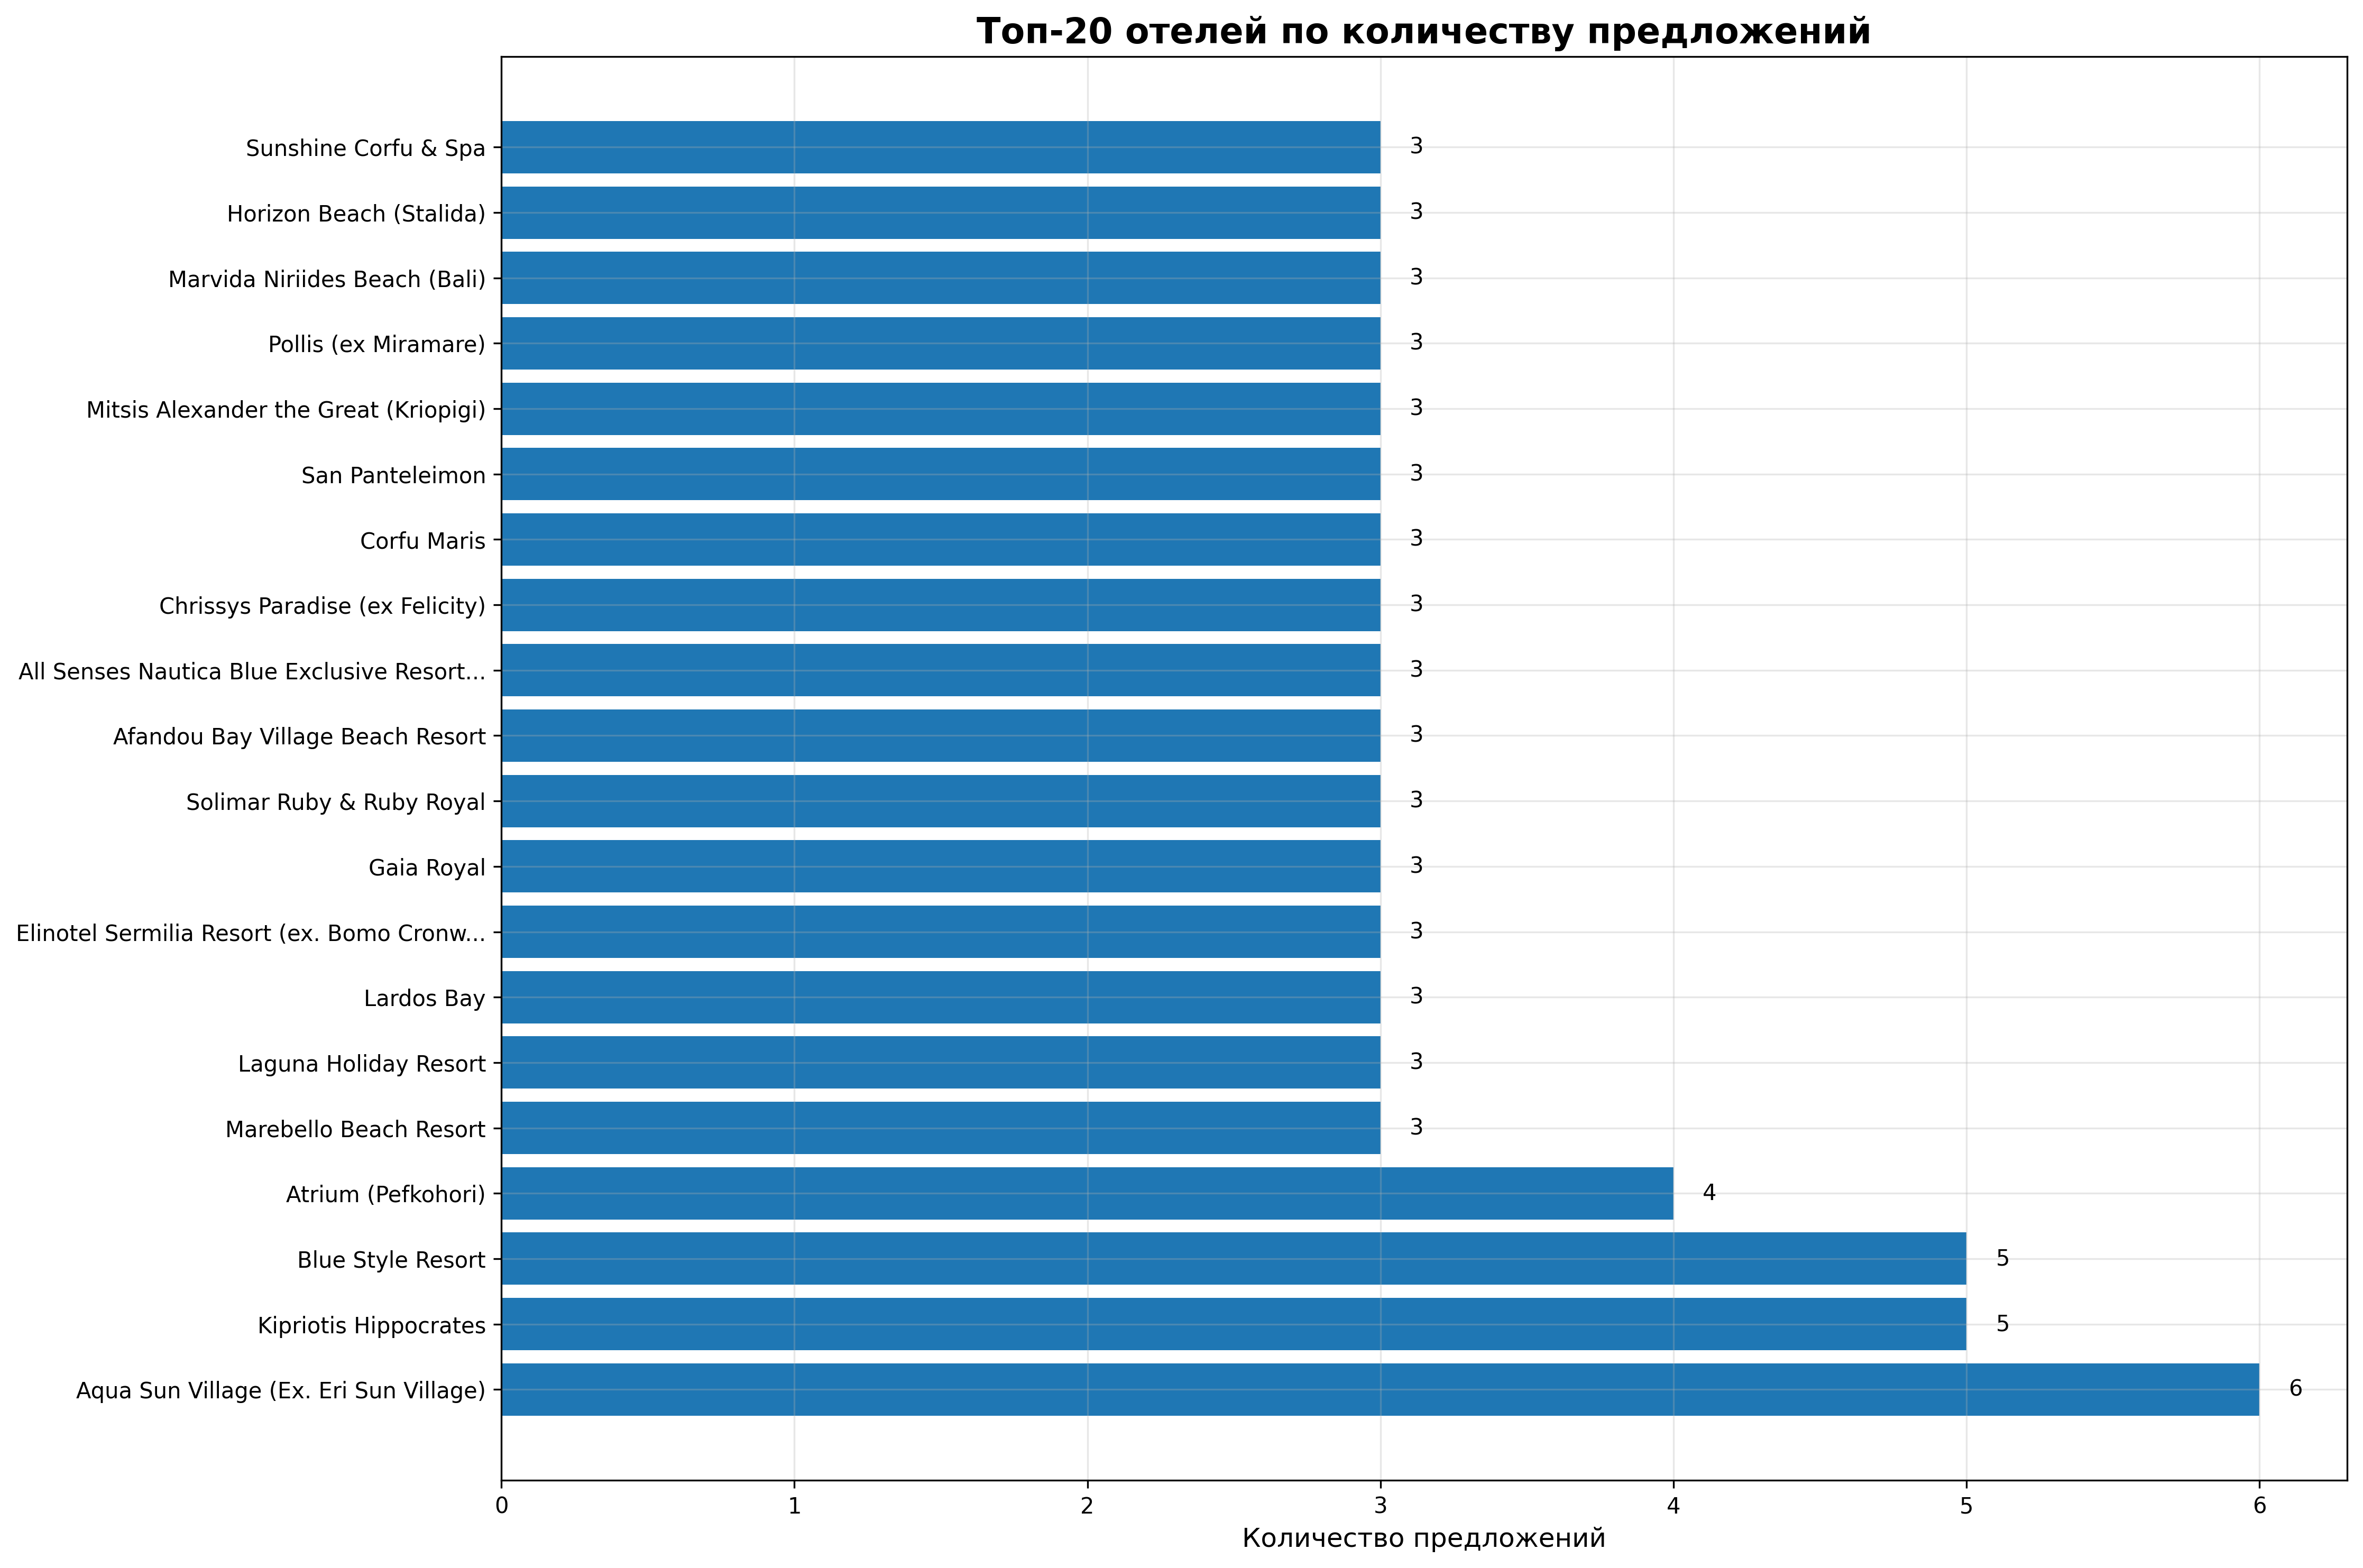 Топ-20 отелей по количеству предложений
Sunshine Corfu & Spa 3
Horizon Beach (Stalida) 3
Marvida Niriides Beach (Bali) 3
Pollis (ex Miramare) 3
Mitsis Alexander the Great (Kriopigi) 3
San Panteleimon 3
Corfu Maris 3
Chrissys Paradise (ex Felicity) 3
All Senses Nautica Blue Exclusive Resort... 3
Afandou Bay Village Beach Resort 3
Solimar Ruby & Ruby Royal 3
Gaia Royal 3
Elinotel Sermilia Resort (ex. Bomo Cronw... 3
Lardos Bay 3
Laguna Holiday Resort 3
Marebello Beach Resort 3
Atrium (Pefkohori) 4
Blue Style Resort 5
Kipriotis Hippocrates 5
Aqua Sun Village (Ex. Eri Sun Village) 6
0 1 2 3 4 5 6
Количество предложений